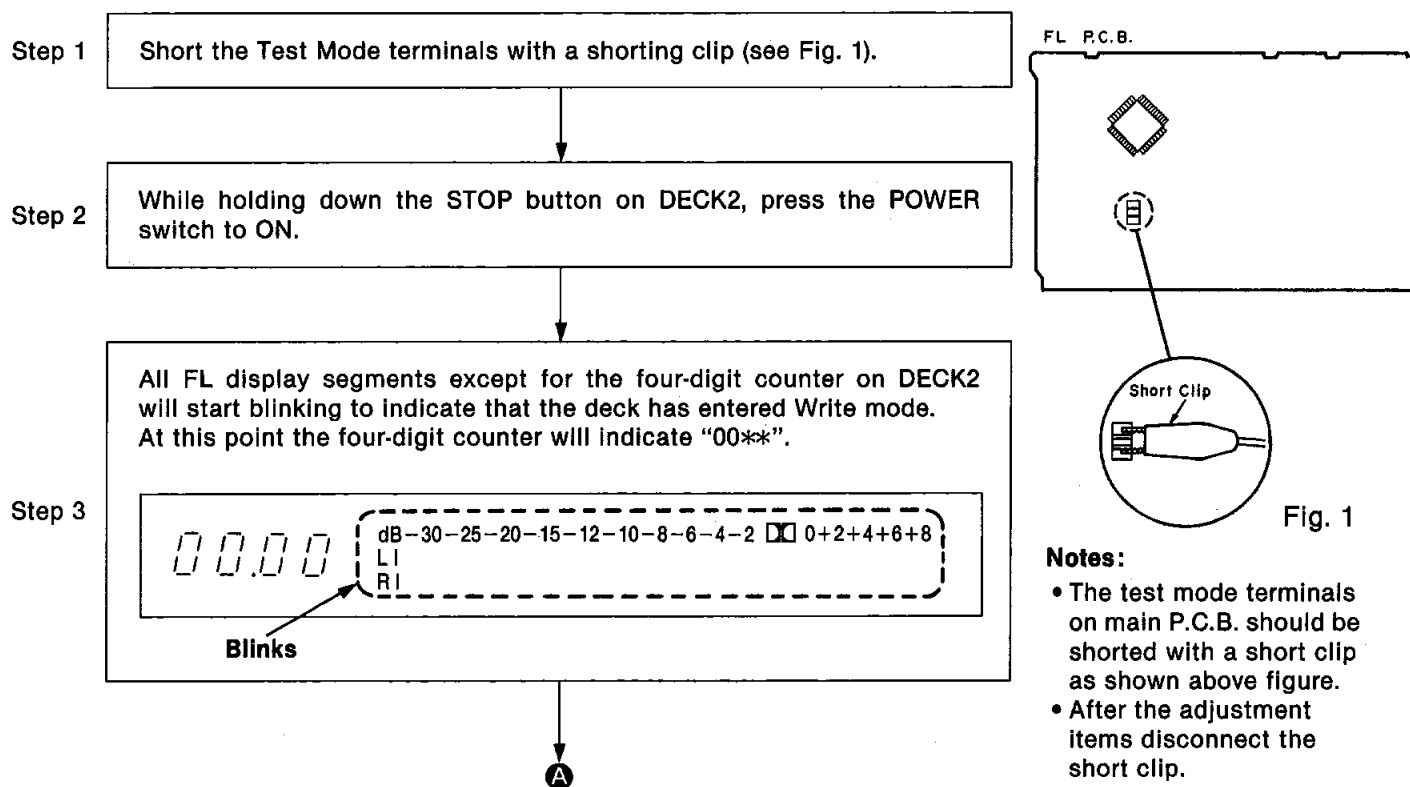 Step 1
Short the Test Mode terminals with a shorting clip (see Fig. 1).
Step 2
While holding down the STOP button on DECK2, press the POWER
switch to ON.
Step 3
All FL display segments except for the four-digit counter on DECK2
will start blinking to indicate that the deck has entered Write mode.
At this point the four-digit counter will indicate “00**”.
00.00
dB-30-25-20-15-12-10-8-6-4-2 0+2+4+6+8
L I
R I
Blinks
A
FL P.C.B.
Short Clip
Fig. 1
Notes:
• The test mode terminals
on main P.C.B. should be
shorted with a short clip
as shown above figure.
• After the adjustment
items disconnect the
short clip.